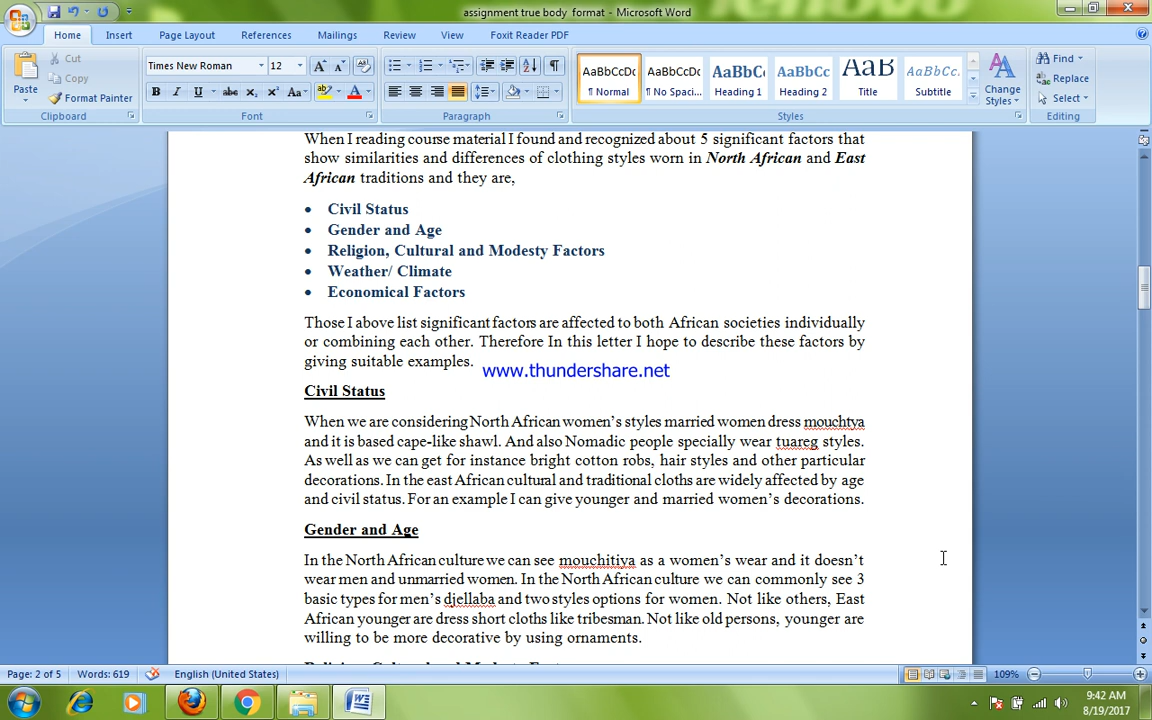 assignment true body  format - Microsoft Word
Home Insert Page Layout References Mailings Review View Foxit Reader PDF
Paste
Cut
Copy
Format Painter
Clipboard
Times New Roman 12
Font
Paragraph
AaBbCcDc AaBbCcDc AaBbC AaBbCc AaB AaBbCc.
¶ Normal ¶ No Spaci... Heading 1 Heading 2 Title Subtitle
Change Styles
Styles
Find
Replace
Select
Editing
When I reading course material I found and recognized about 5 significant factors that
show similarities and differences of clothing styles worn in North African and East
African traditions and they are,
• Civil Status
• Gender and Age
• Religion, Cultural and Modesty Factors
• Weather/ Climate
• Economical Factors
Those I above list significant factors are affected to both African societies individually
or combining each other. Therefore In this letter I hope to describe these factors by
giving suitable examples.
www.thundershare.net
Civil Status
When we are considering North African women's styles married women dress mouchtya
and it is based cape-like shawl. And also Nomadic people specially wear tuareg styles.
As well as we can get for instance bright cotton robs, hair styles and other particular
decorations. In the east African cultural and traditional cloths are widely affected by age
and civil status. For an example I can give younger and married women's decorations.
Gender and Age
In the North African culture we can see mouchitiya as a women's wear and it doesn't
wear men and unmarried women. In the North African culture we can commonly see 3
basic types for men's djellaba and two styles options for women. Not like others, East
African younger are dress short cloths like tribesman. Not like old persons, younger are
willing to be more decorative by using ornaments.
Page: 2 of 5 Words: 619 English (United States) 109%
9:42 AM
8/19/2017